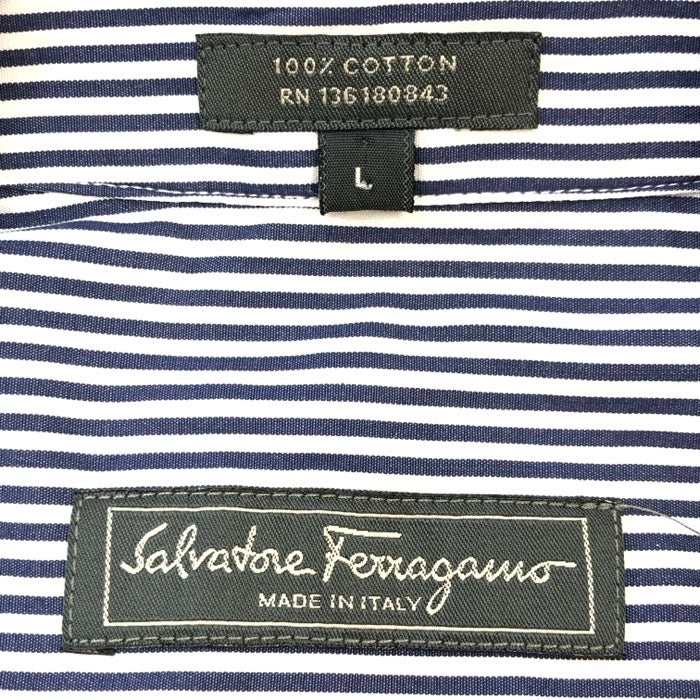 100% COTTON
RN 136180843
L
Salvatore Ferragamo
MADE IN ITALY